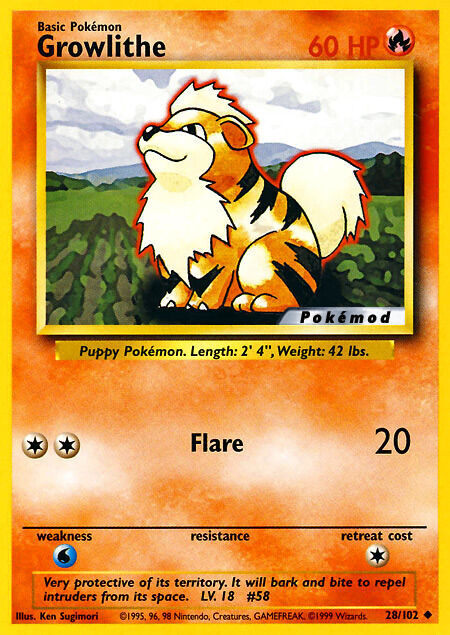 Basic Pokémon
Growlithe 60 HP
Pokémod
Puppy Pokémon. Length: 2' 4", Weight: 42 lbs.
Flare 20
weakness resistance retreat cost
Very protective of its territory. It will bark and bite to repel
intruders from its space. LV. 18 #58
Illus. Ken Sugimori ©1995, 96, 98 Nintendo, Creatures, GAMEFREAK. ©1999 Wizards. 28/102